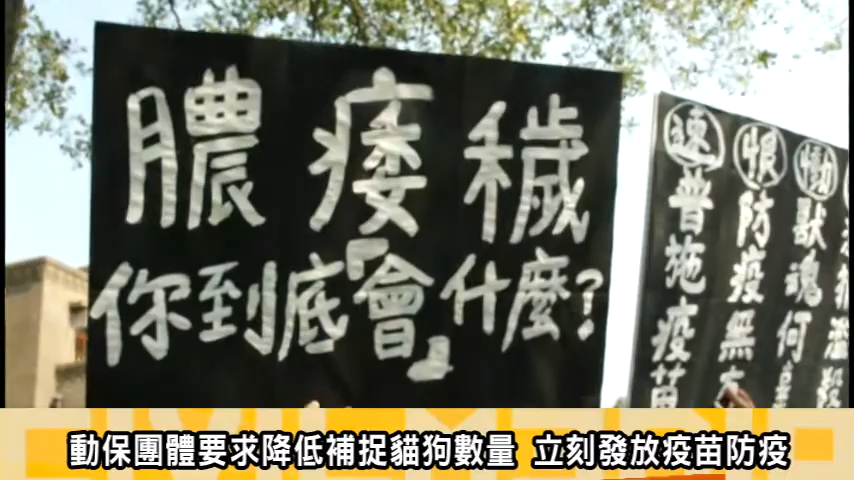 膿痿穢
你到底「會」什麼?
速普施疫苗
恨防疫無
慟獸魂何
動保團體要求降低補捉貓狗數量 立刻發放疫苗防疫